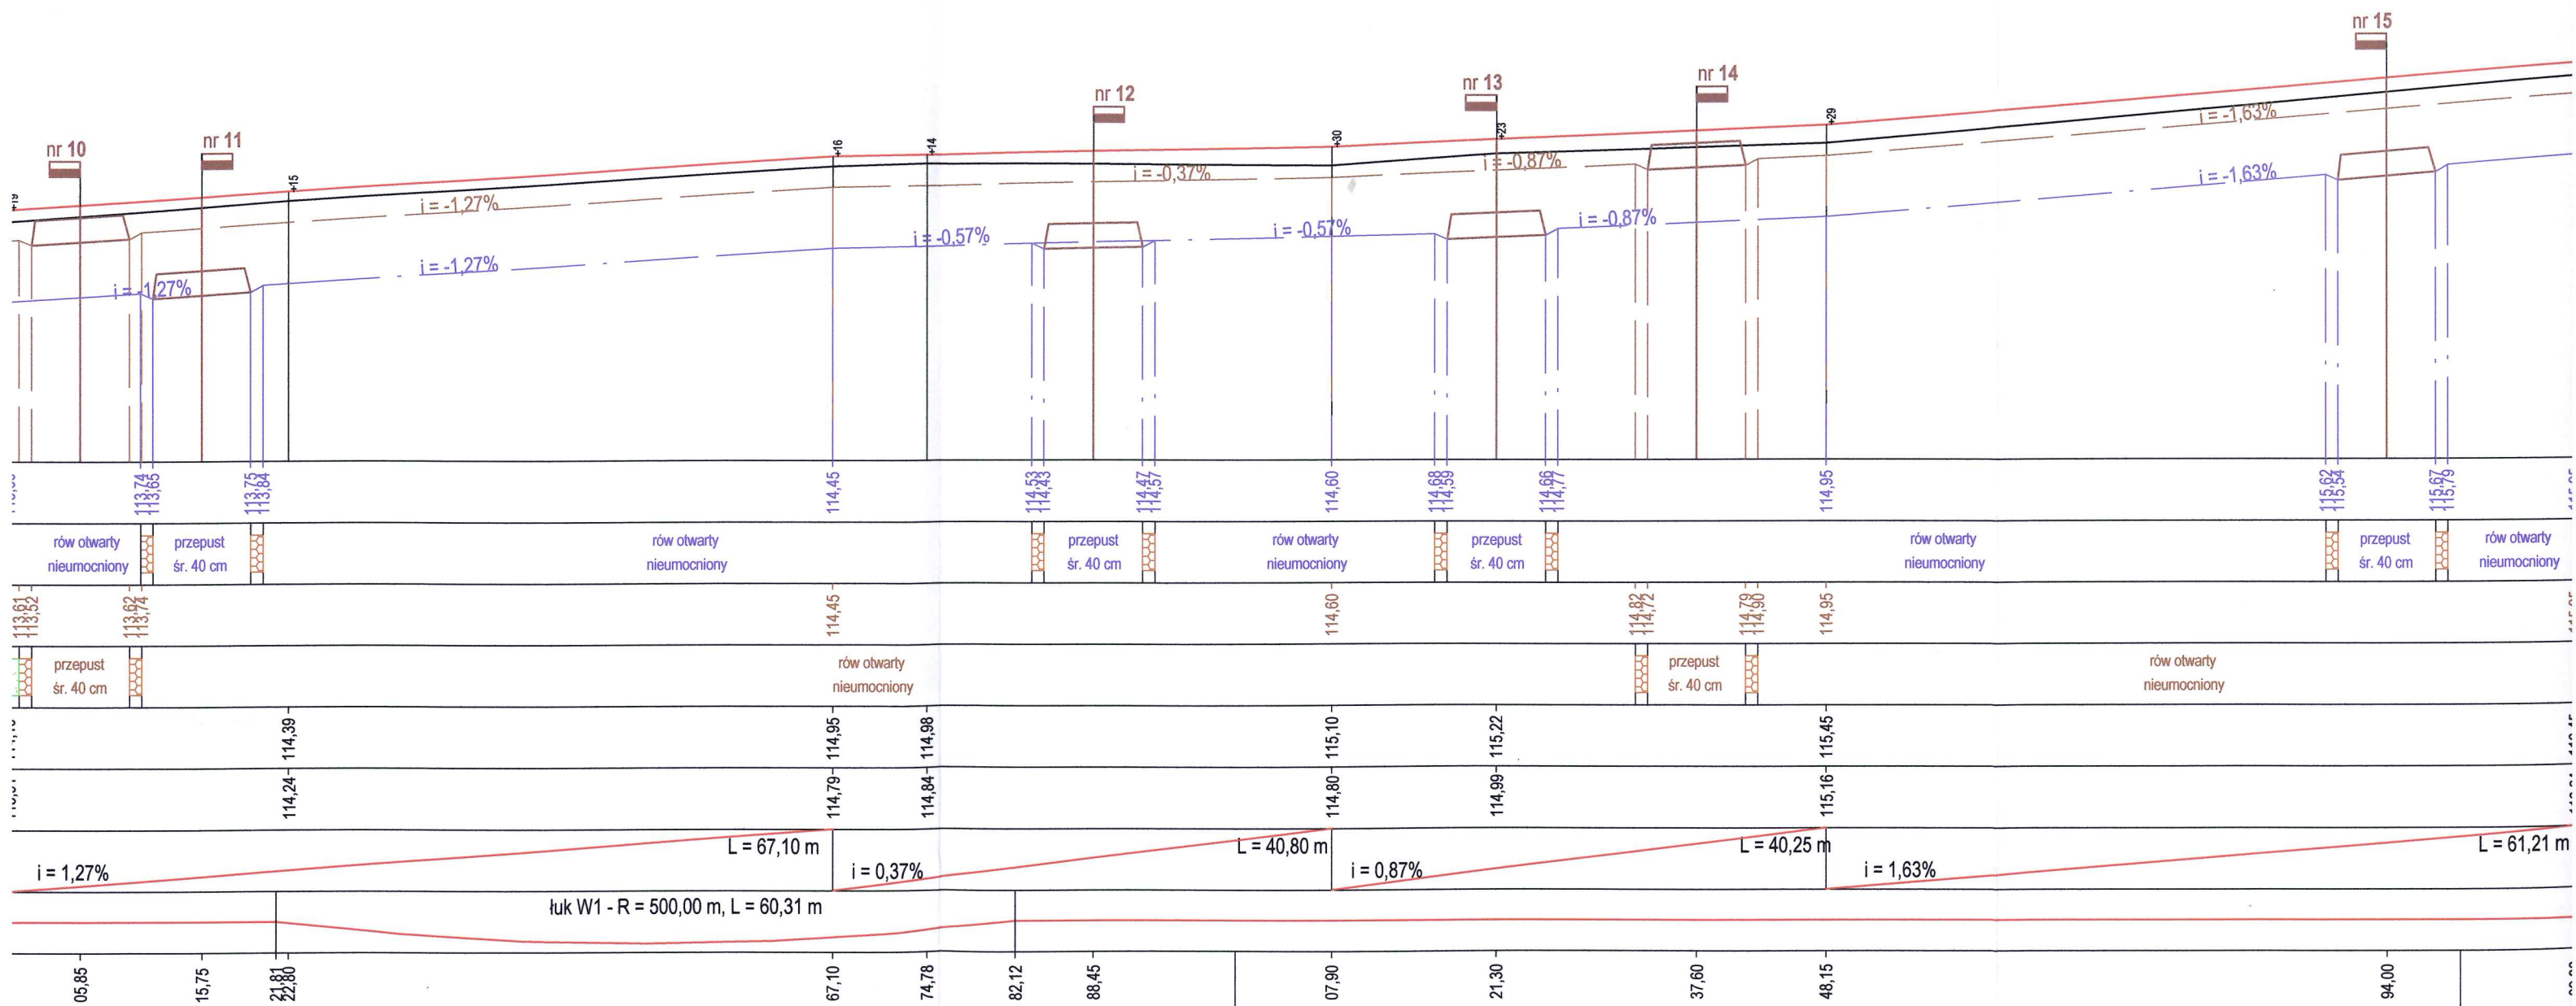 nr 15
nr 14
nr 13
nr 12
nr 11
nr 10
+19
+15
+16
+14
+30
+23
+29
i = -1,27%
i = -0,37%
i = -0,87%
i = -1,63%
i = -1,27%
i = -1,27%
i = -0,57%
i = -0,57%
i = -0,87%
i = -1,63%
113,74
113,65
113,75
113,84
114,45
114,53
114,43
114,47
114,57
114,60
114,68
114,59
114,66
114,77
114,95
115,62
115,54
115,67
115,79
rów otwarty
nieumocniony
przepust
śr. 40 cm
rów otwarty
nieumocniony
przepust
śr. 40 cm
rów otwarty
nieumocniony
przepust
śr. 40 cm
rów otwarty
nieumocniony
przepust
śr. 40 cm
rów otwarty
nieumocniony
113,61
113,52
113,62
113,74
114,45
114,60
114,82
114,72
114,79
114,90
114,95
przepust
śr. 40 cm
rów otwarty
nieumocniony
przepust
śr. 40 cm
rów otwarty
nieumocniony
114,39
114,95
114,98
115,10
115,22
115,45
114,24
114,79
114,84
114,80
114,99
115,16
i = 1,27%
L = 67,10 m
i = 0,37%
L = 40,80 m
i = 0,87%
L = 40,25 m
i = 1,63%
L = 61,21 m
łuk W1 - R = 500,00 m, L = 60,31 m
05,85
15,75
21,81
22,80
67,10
74,78
82,12
88,45
07,90
21,30
37,60
48,15
94,00